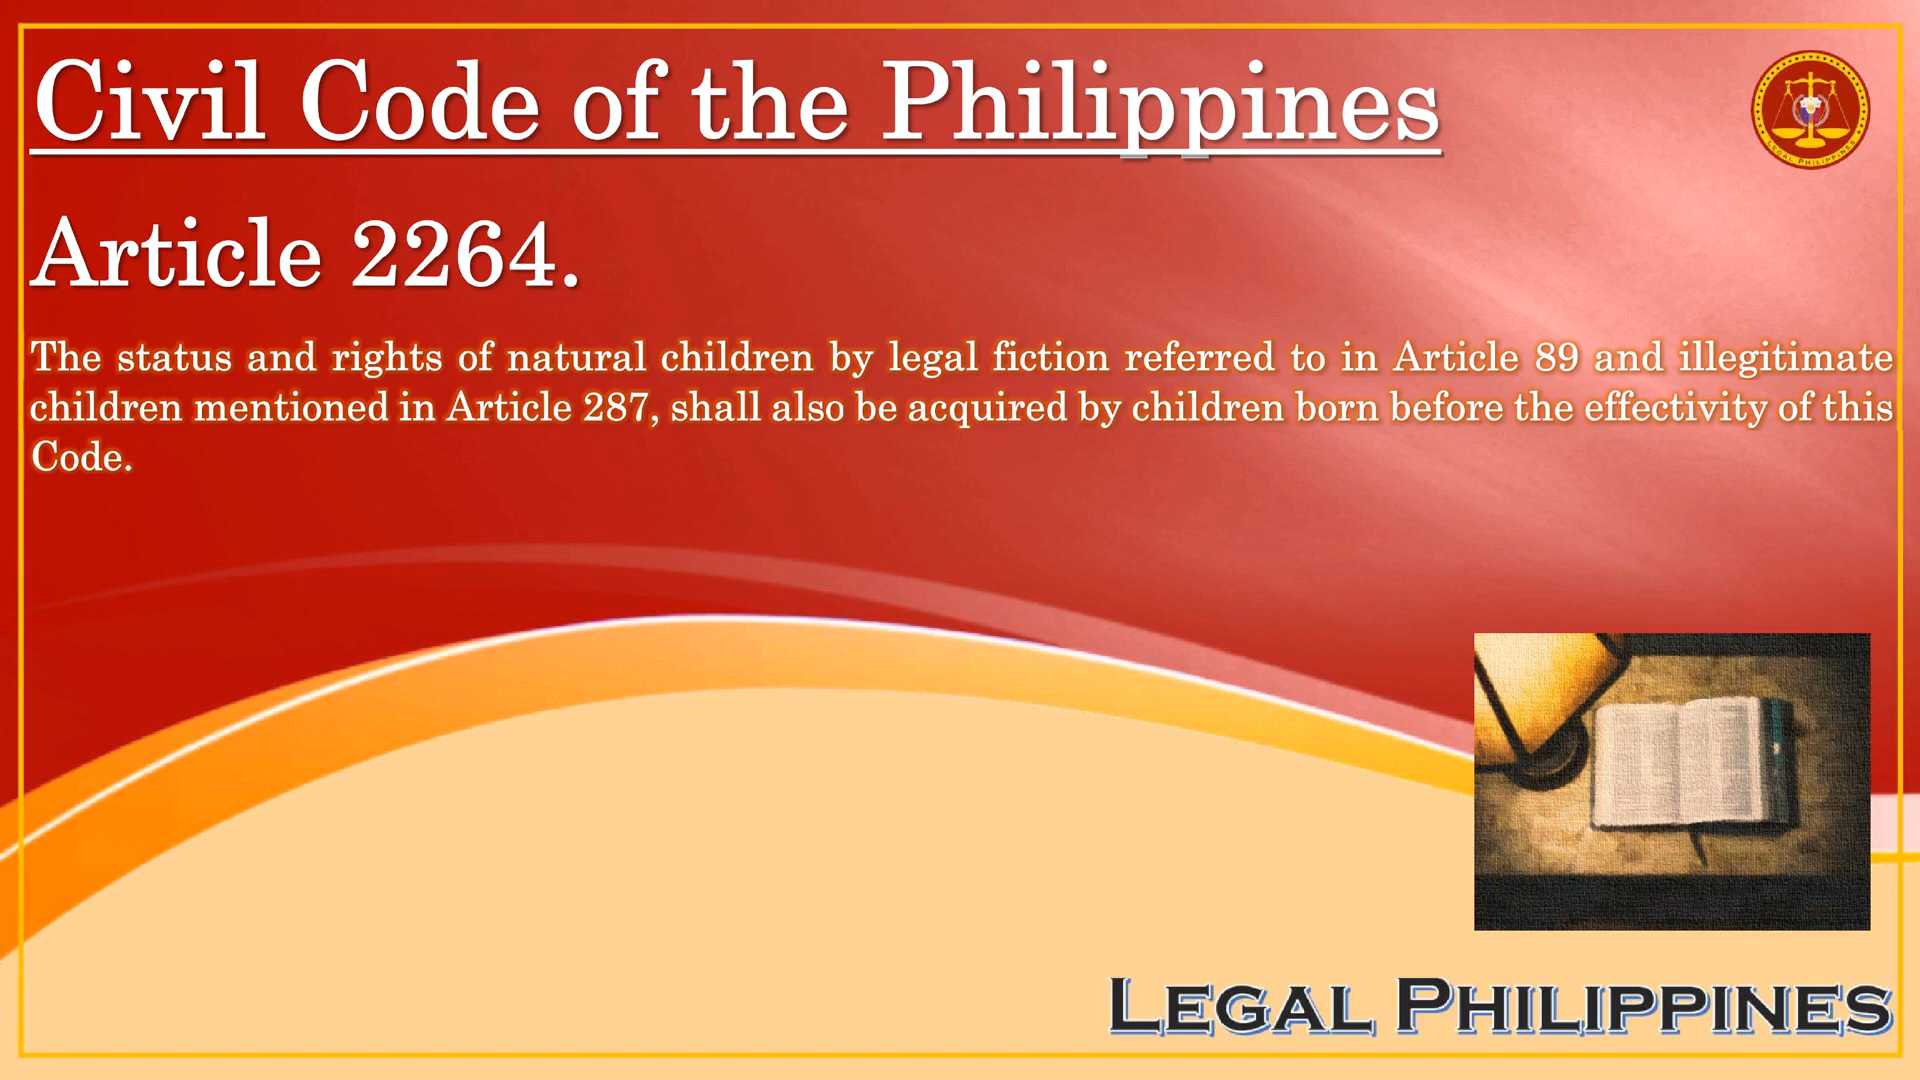 Civil Code of the Philippines
LEGAL PHILIPPINES
Article 2264.
The status and rights of natural children by legal fiction referred to in Article 89 and illegitimate
children mentioned in Article 287, shall also be acquired by children born before the effectivity of this
Code.
LEGAL PHILIPPINES